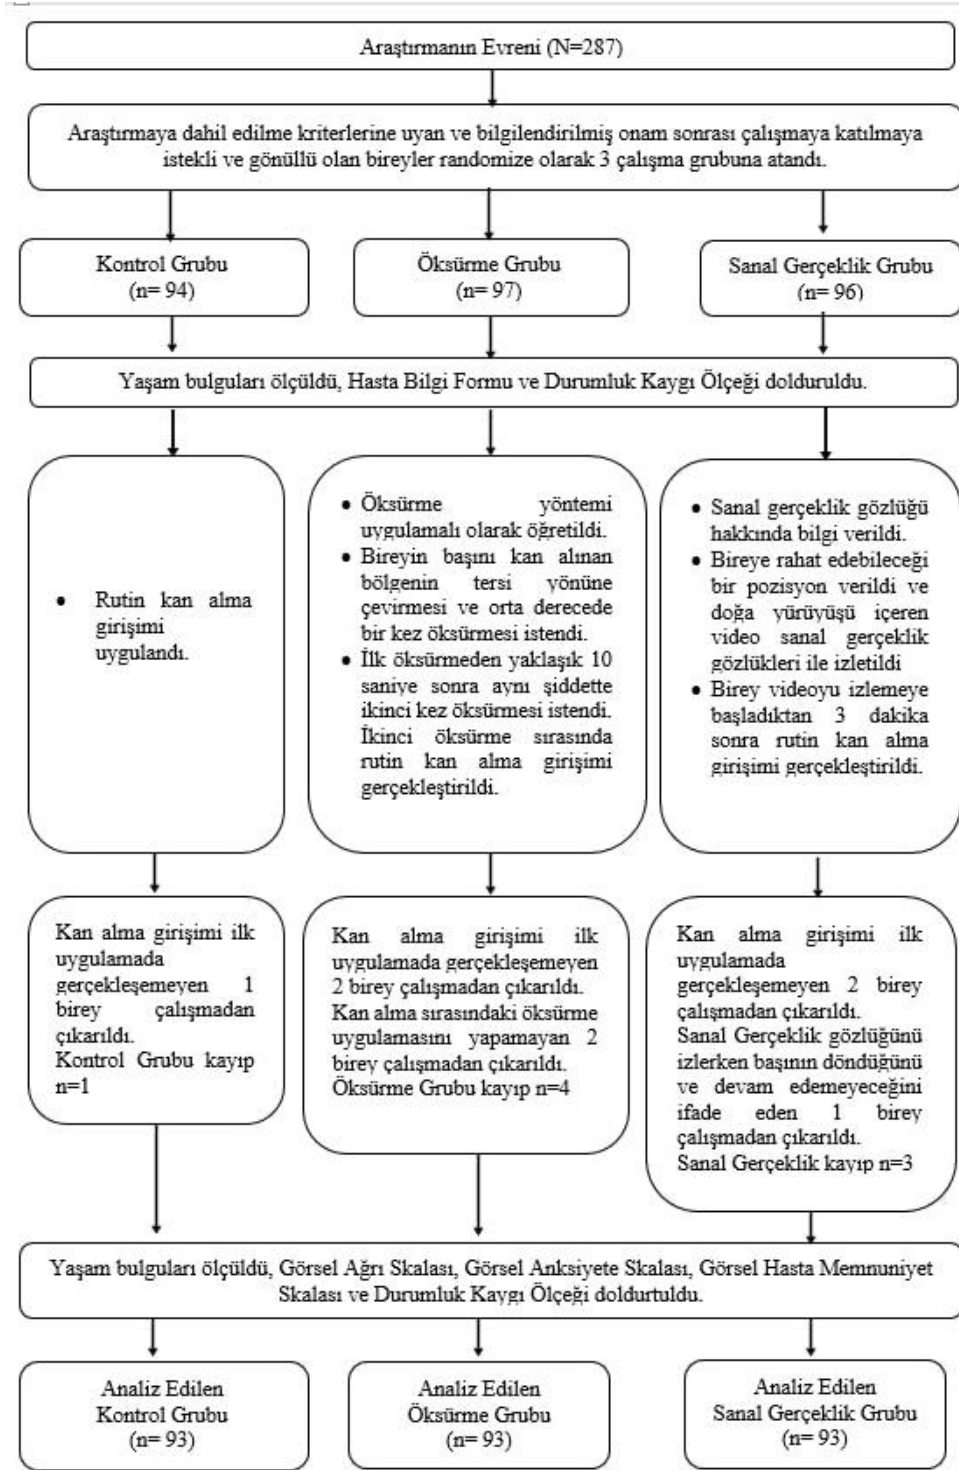 Araştırmanın Evreni (N=287)
Araştırmaya dahil edilme kriterlerine uyan ve bilgilendirilmiş onam sonrası çalışmaya katılmaya
istekli ve gönüllü olan bireyler randomize olarak 3 çalışma grubuna atandı.
Kontrol Grubu
(n= 94)
Öksürme Grubu
(n= 97)
Sanal Gerçeklik Grubu
(n= 96)
Yaşam bulguları ölçüldü, Hasta Bilgi Formu ve Durumluk Kaygı Ölçeği dolduruldu.
• Rutin kan alma
girişimi
uygulandı.
• Öksürme yöntemi
uygulamalı olarak öğretildi.
• Bireyin başını kan alınan
bölgenin tersi yönüne
çevirmesi ve orta derecede
bir kez öksürmesi istendi.
• İlk öksürmeden yaklaşık 10
saniye sonra aynı şiddette
ikinci kez öksürmesi istendi.
İkinci öksürme sırasında
rutin kan alma girişimi
gerçekleştirildi.
• Sanal gerçeklik gözlüğü
hakkında bilgi verildi.
• Bireye rahat edebileceği
bir pozisyon verildi ve
doğa yürüyüşü içeren
video sanal gerçeklik
gözlükleri ile izletildi
• Birey videoyu izlemeye
başladıktan 3 dakika
sonra rutin kan alma
girişimi gerçekleştirildi.
Kan alma girişimi ilk
uygulamada
gerçekleşemeyen 1
birey çalışmadan
çıkarıldı.
Kontrol Grubu kayıp
n=1
Kan alma girişimi ilk
uygulamada gerçekleşemeyen
2 birey çalışmadan çıkarıldı.
Kan alma sırasındaki öksürme
uygulamasını yapamayan 2
birey çalışmadan çıkarıldı.
Öksürme Grubu kayıp n=4
Kan alma girişimi ilk
uygulamada
gerçekleşemeyen 2 birey
çalışmadan çıkarıldı.
Sanal Gerçeklik gözlüğünü
izlerken başının döndüğünü
ve devam edemeyeceğini
ifade eden 1 birey
çalışmadan çıkarıldı.
Sanal Gerçeklik kayıp n=3
Yaşam bulguları ölçüldü, Görsel Ağrı Skalası, Görsel Anksiyete Skalası, Görsel Hasta Memnuniyet
Skalası ve Durumluk Kaygı Ölçeği doldurtuldu.
Analiz Edilen
Kontrol Grubu
(n= 93)
Analiz Edilen
Öksürme Grubu
(n= 93)
Analiz Edilen
Sanal Gerçeklik Grubu
(n= 93)